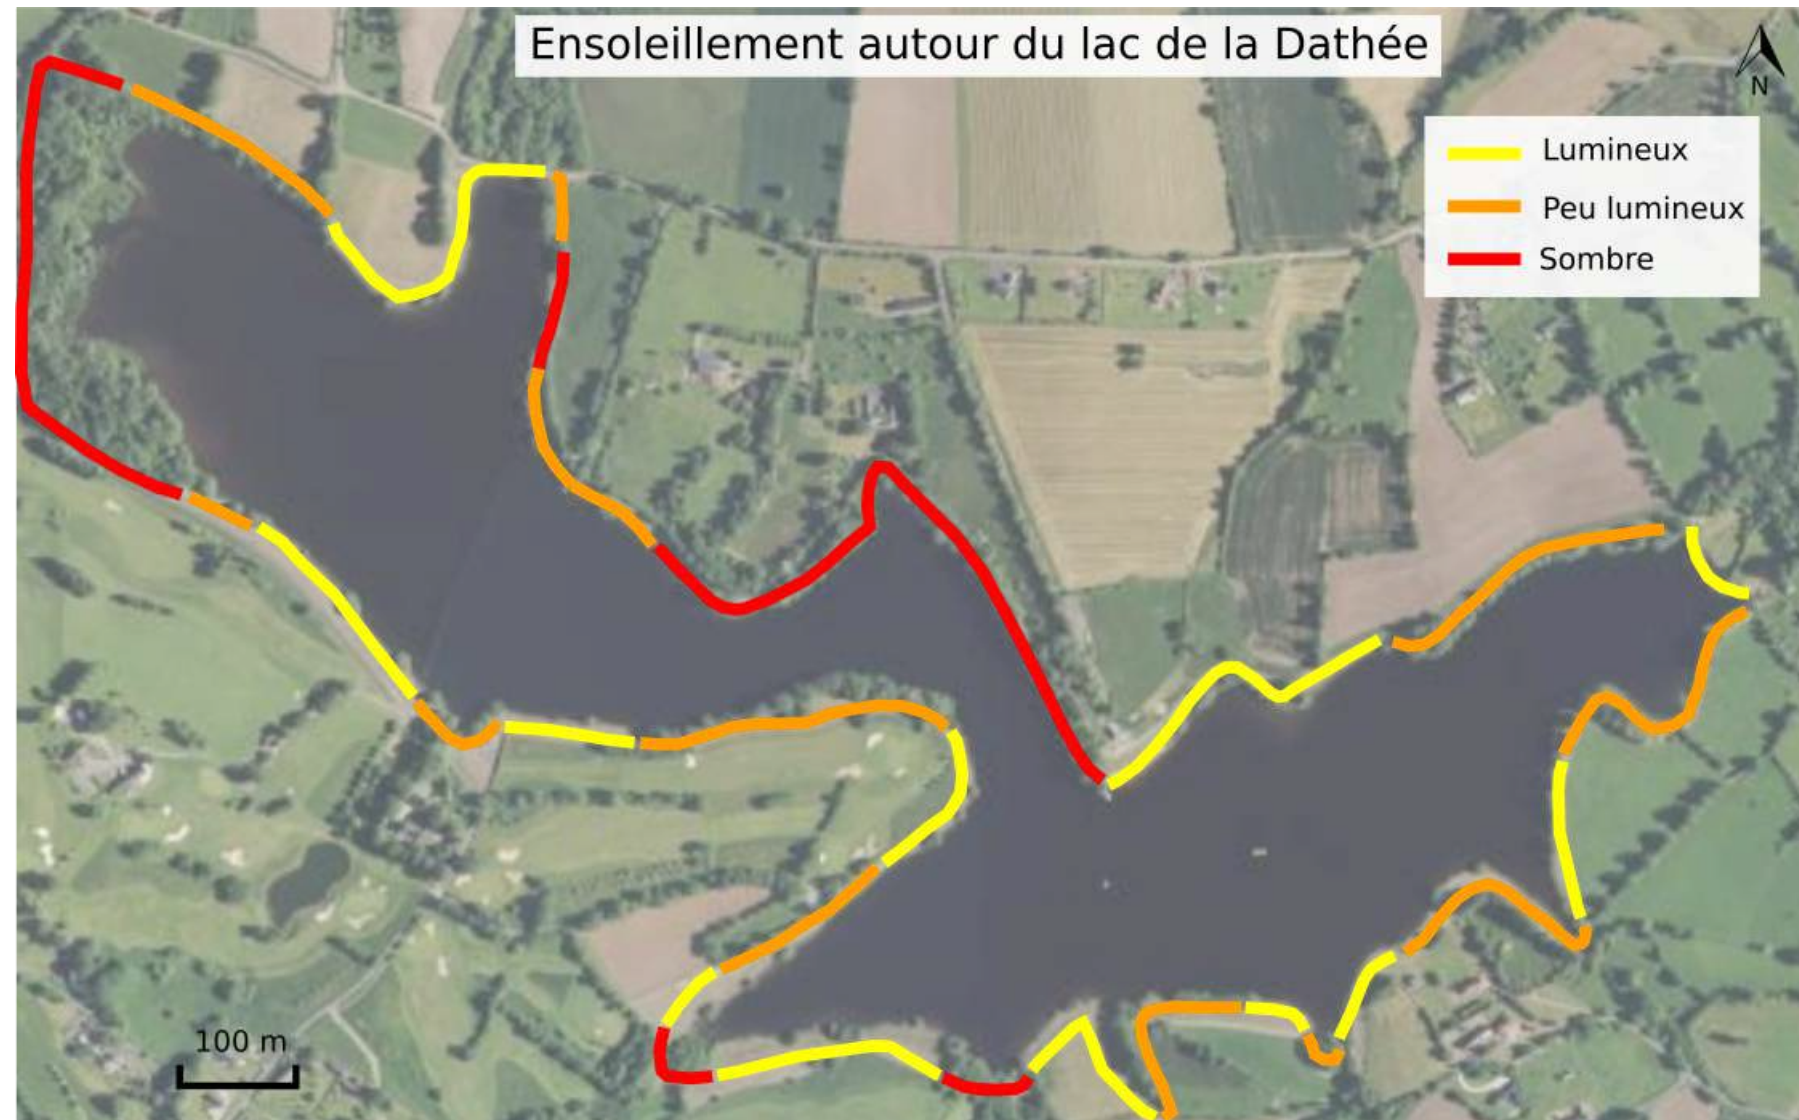 Ensoleillement autour du lac de la Dathée
N
Lumineux
Peu lumineux
Sombre
100 m